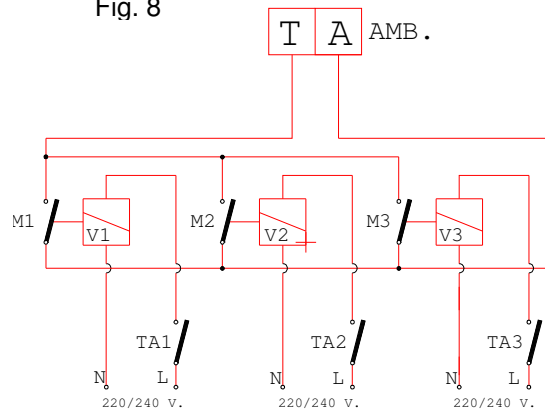 Fig. 8
T A AMB.
M1 V1 M2 V2 M3 V3
TA1 TA2 TA3
N L N L N L
220/240 V. 220/240 V. 220/240 V.